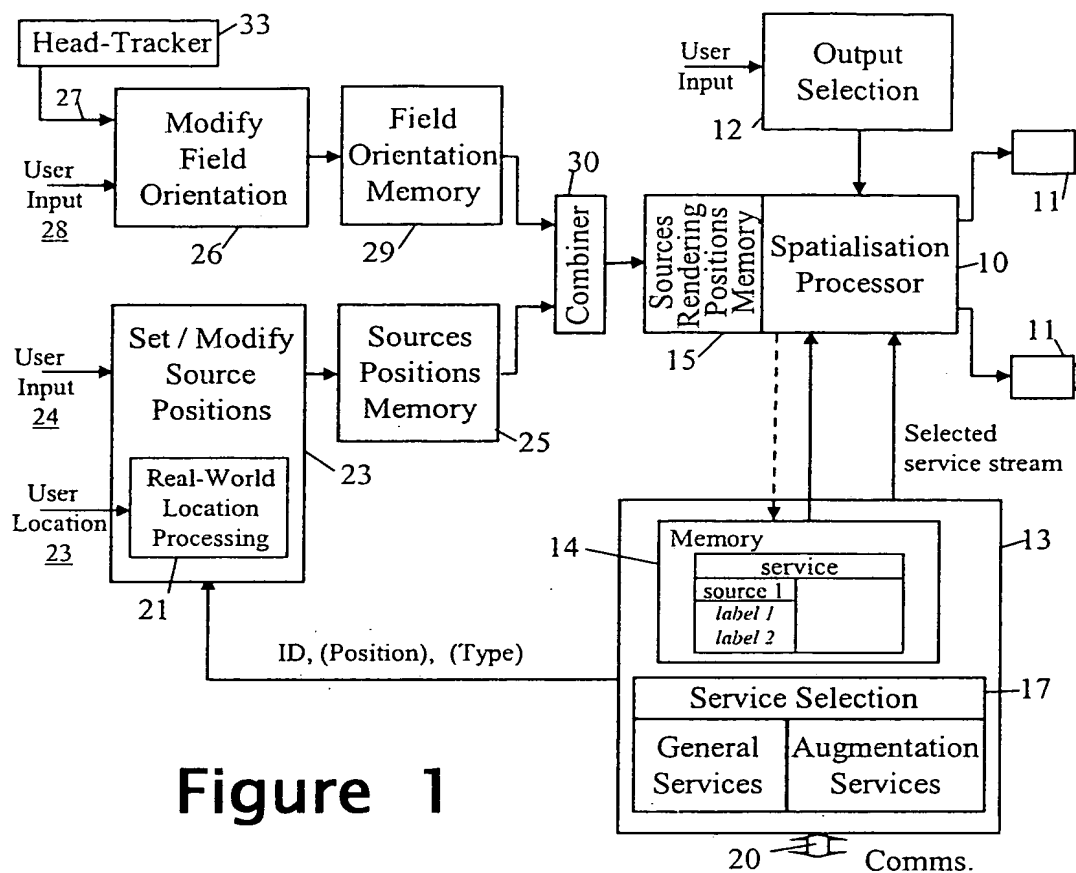 Head-Tracker
33
27
User
Input
28
Modify
Field
Orientation
26
Field
Orientation
Memory
29
30
Combiner
User
Input
12
Output
Selection
Sources
Rendering
Positions
Memory
15
Spatialisation
Processor
10
11
11
User
Input
24
User
Location
23
Set / Modify
Source
Positions
Real-World
Location
Processing
21
23
Sources
Positions
Memory
25
Selected
service stream
14
Memory
service
source 1
label 1
label 2
13
ID, (Position), (Type)
17
Service Selection
General
Services
Augmentation
Services
20
Comms.
Figure 1